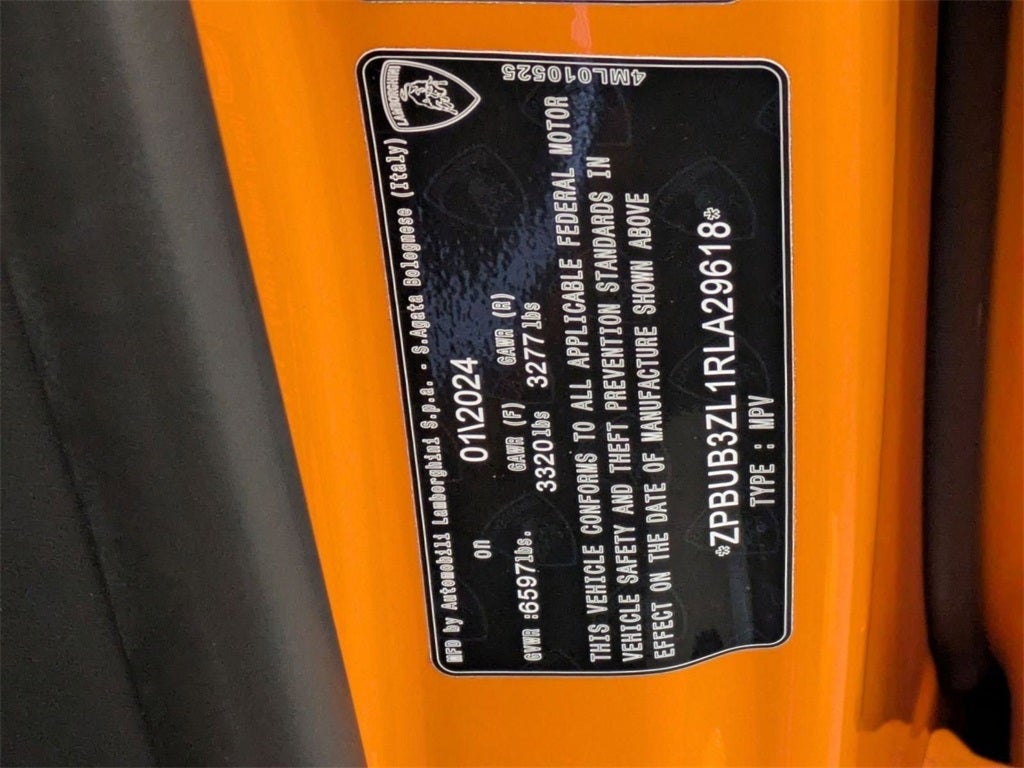 LAMBORGHINI
MFD by Automobili Lamborghini S.p.a. - S.Agata Bolognese (Italy)
on 01\2024
GAWR (F) GAWR (R)
GVWR :6597lbs. 3320lbs 3277lbs
THIS VEHICLE CONFORMS TO ALL APPLICABLE FEDERAL MOTOR
VEHICLE SAFETY AND THEFT PREVENTION STANDARDS IN
EFFECT ON THE DATE OF MANUFACTURE SHOWN ABOVE
*ZPBUB3ZL1RLA29618*
TYPE : MPV
4ML010525